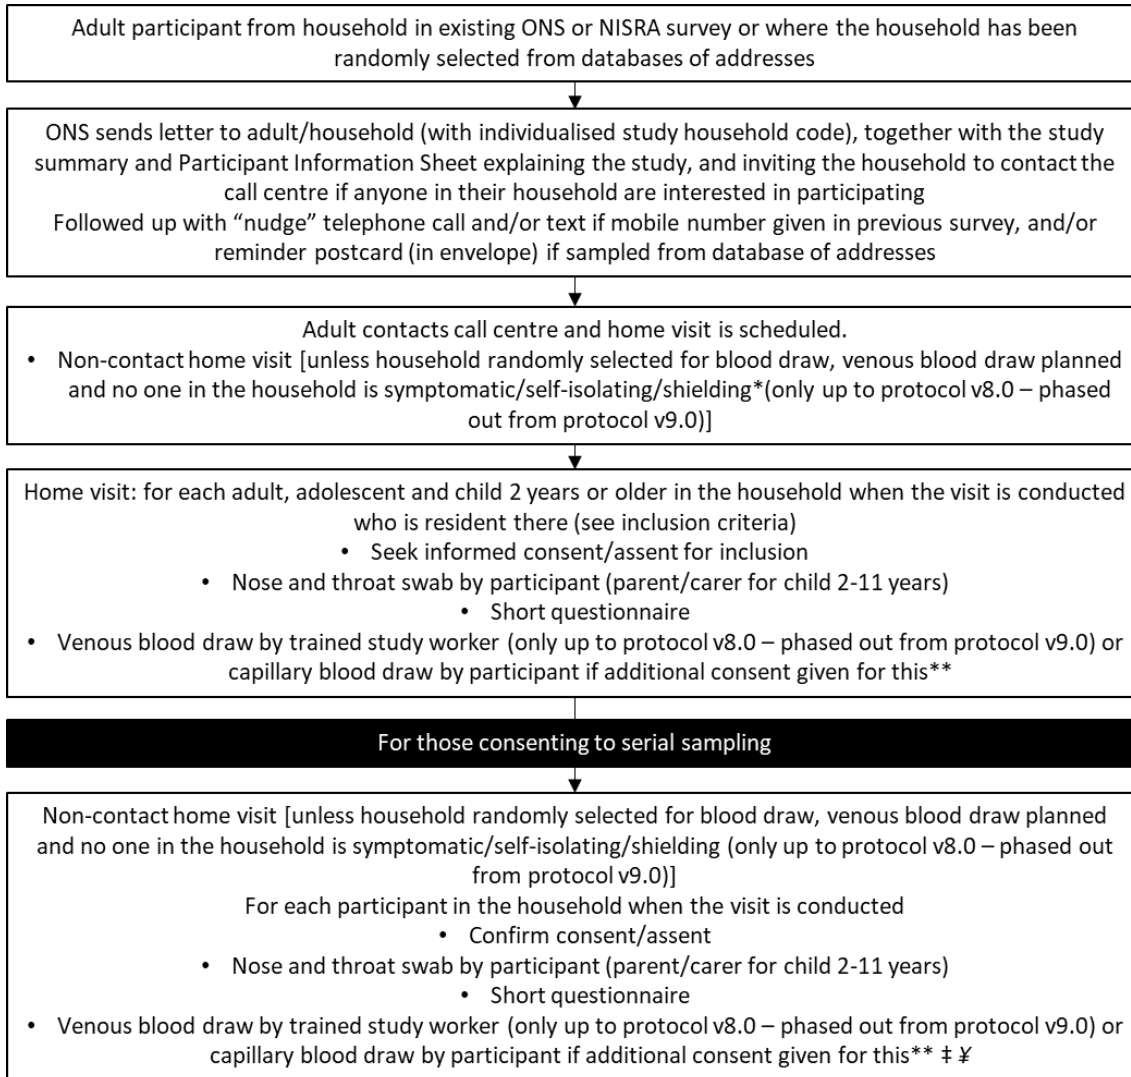 Adult participant from household in existing ONS or NISRA survey or where the household has been
randomly selected from databases of addresses
ONS sends letter to adult/household (with individualised study household code), together with the study
summary and Participant Information Sheet explaining the study, and inviting the household to contact the
call centre if anyone in their household are interested in participating
Followed up with “nudge” telephone call and/or text if mobile number given in previous survey, and/or
reminder postcard (in envelope) if sampled from database of addresses
Adult contacts call centre and home visit is scheduled.
• Non-contact home visit [unless household randomly selected for blood draw, venous blood draw planned
and no one in the household is symptomatic/self-isolating/shielding*(only up to protocol v8.0 – phased
out from protocol v9.0)]
Home visit: for each adult, adolescent and child 2 years or older in the household when the visit is conducted
who is resident there (see inclusion criteria)
• Seek informed consent/assent for inclusion
• Nose and throat swab by participant (parent/carer for child 2-11 years)
• Short questionnaire
• Venous blood draw by trained study worker (only up to protocol v8.0 – phased out from protocol v9.0) or
capillary blood draw by participant if additional consent given for this**
For those consenting to serial sampling
Non-contact home visit [unless household randomly selected for blood draw, venous blood draw planned
and no one in the household is symptomatic/self-isolating/shielding (only up to protocol v8.0 – phased out
from protocol v9.0)]
For each participant in the household when the visit is conducted
• Confirm consent/assent
• Nose and throat swab by participant (parent/carer for child 2-11 years)
• Short questionnaire
• Venous blood draw by trained study worker (only up to protocol v8.0 – phased out from protocol v9.0) or
capillary blood draw by participant if additional consent given for this** ‡ ¥